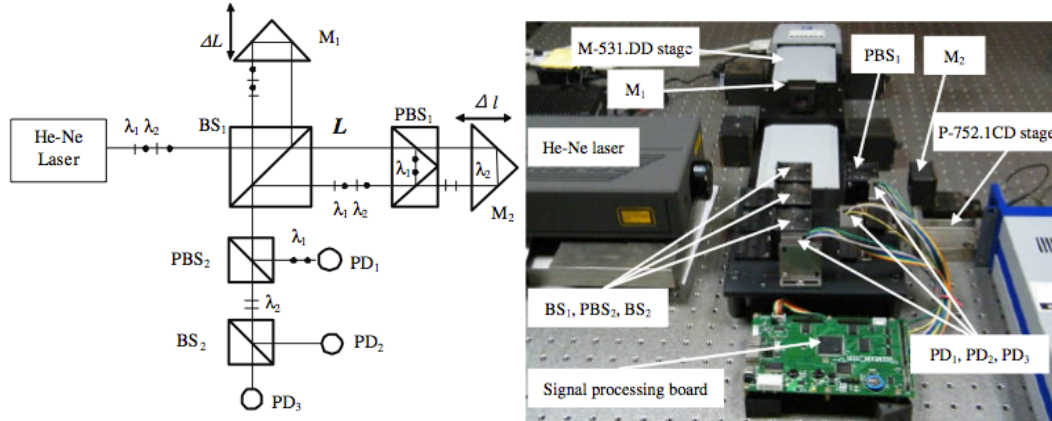 ΔL
M₁
He-Ne
Laser
λ₁ λ₂
BS₁
L
PBS₁
Δ l
λ₁
λ₂
λ₁ λ₂
M₂
PBS₂
λ₁
PD₁
λ₂
BS₂
PD₂
PD₃
M-531.DD stage
PBS₁
M₂
M₁
P-752.1CD stage
He-Ne laser
BS₁, PBS₂, BS₂
PD₁, PD₂, PD₃
Signal processing board